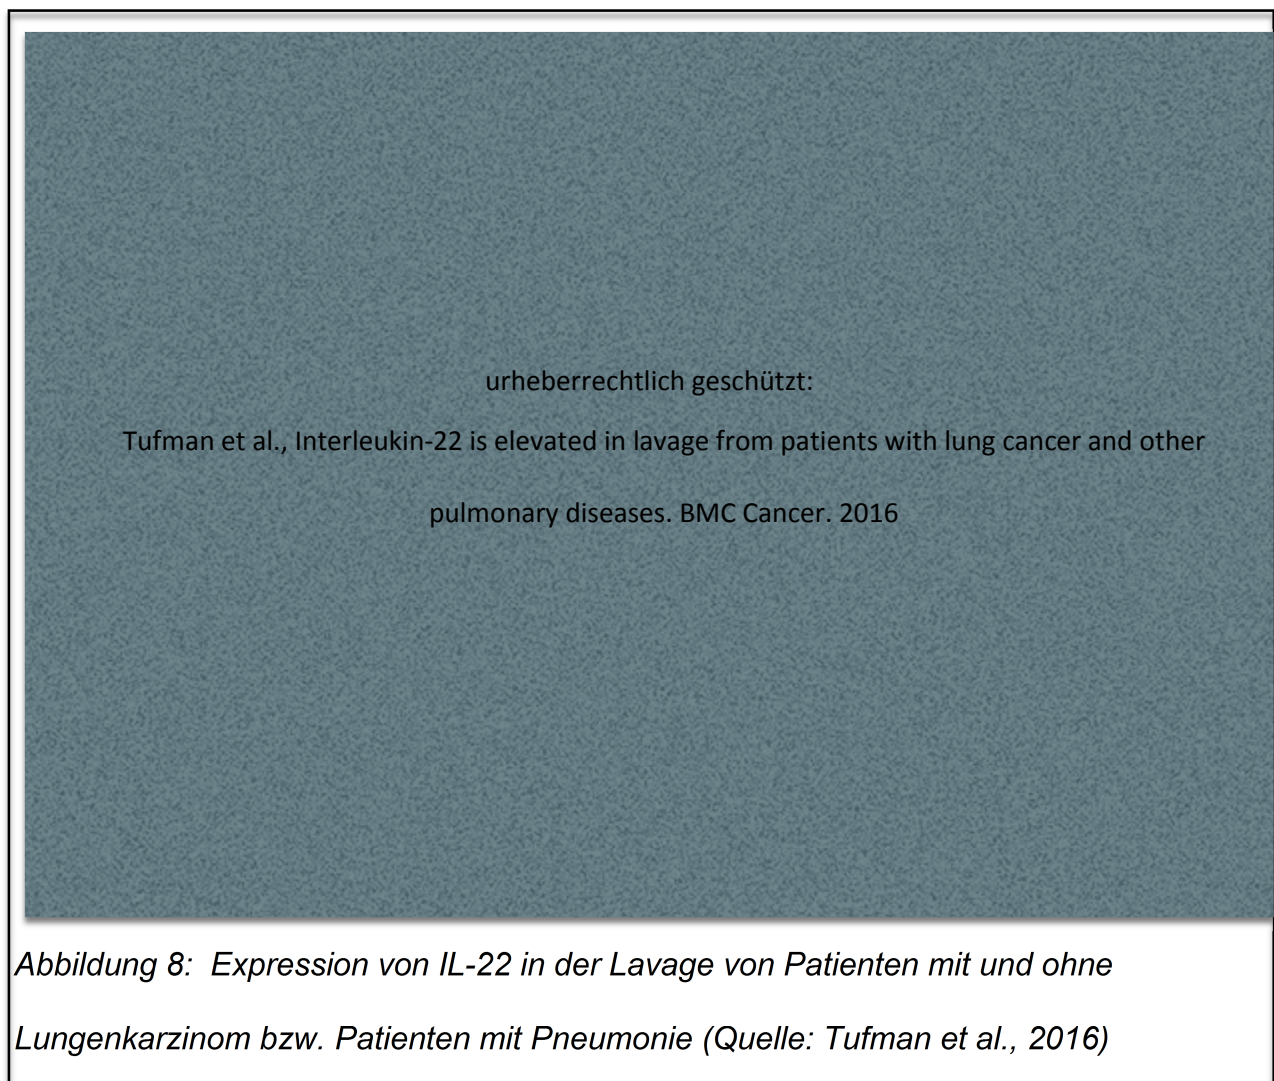 urheberrechtlich geschützt:
Tufman et al., Interleukin-22 is elevated in lavage from patients with lung cancer and other
pulmonary diseases. BMC Cancer. 2016
Abbildung 8: Expression von IL-22 in der Lavage von Patienten mit und ohne
Lungenkarzinom bzw. Patienten mit Pneumonie (Quelle: Tufman et al., 2016)